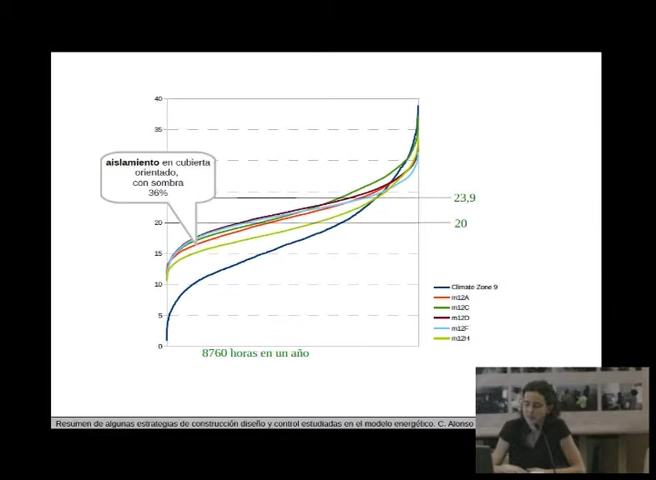 40
35
aislamiento en cubierta
orientado,
con sombra
36%
23,9
20
20
15
10
5
0
8760 horas en un año
Climate Zone 9
m12A
m12C
m12D
m12F
m12H
Resumen de algunas estrategias de construcción diseño y control estudiadas en el modelo energético. C. Alonso